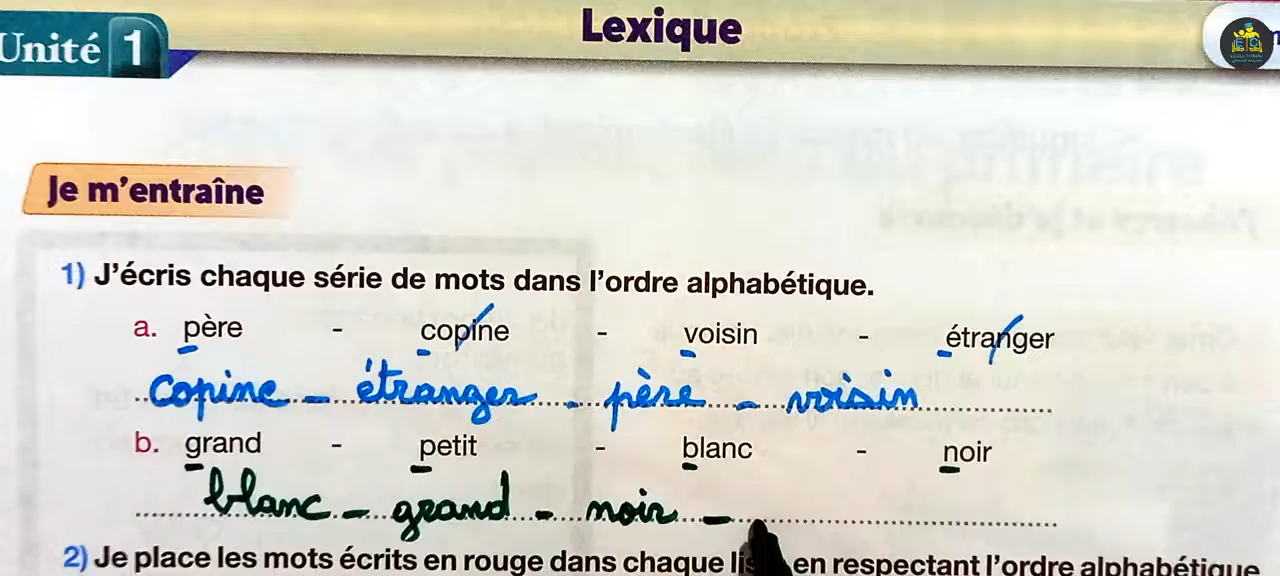 Lexique
Unité 1
Je m'entraîne
1) J'écris chaque série de mots dans l'ordre alphabétique.
a. père - copine - voisin - étranger
copine - étranger - père - voisin
b. grand - petit - blanc - noir
blanc - grand - noir -
2) Je place les mots écrits en rouge dans chaque en respectant l'ordre alphabétique